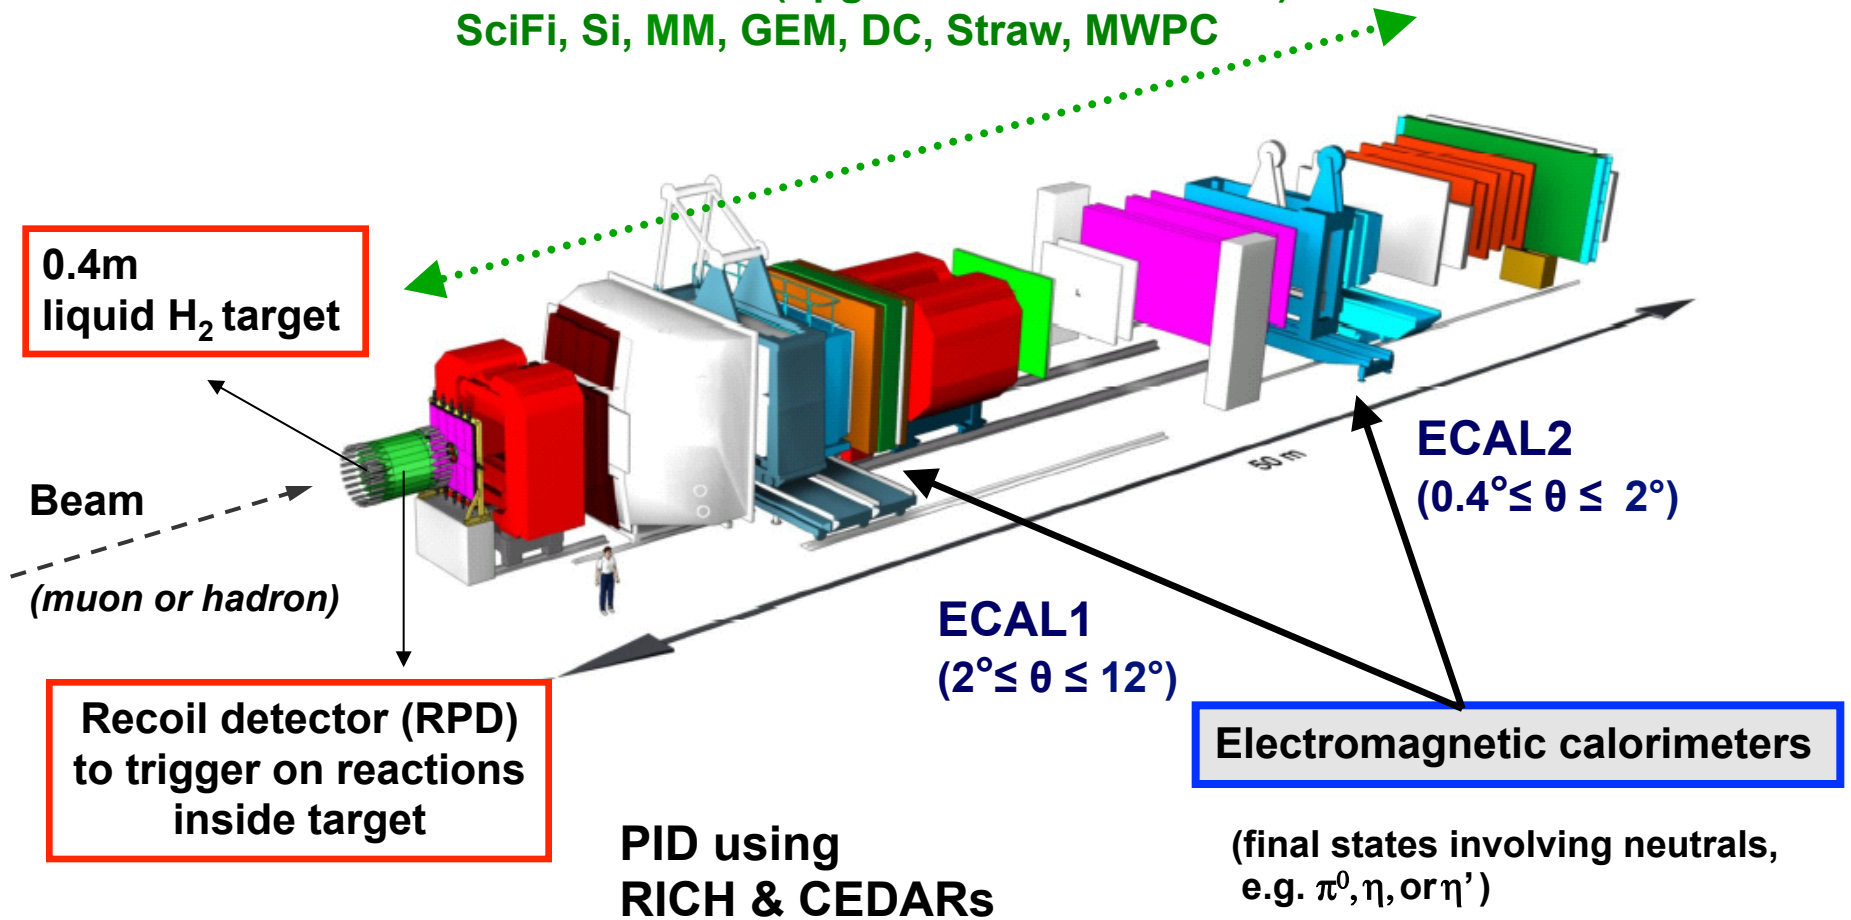 SciFi, Si, MM, GEM, DC, Straw, MWPC
0.4m
liquid H₂ target
Beam
(muon or hadron)
50 m
ECAL2
(0.4°≤ θ ≤ 2°)
ECAL1
(2°≤ θ ≤ 12°)
Recoil detector (RPD)
to trigger on reactions
inside target
Electromagnetic calorimeters
PID using
RICH & CEDARs
(final states involving neutrals,
e.g. π⁰, η, or η’)